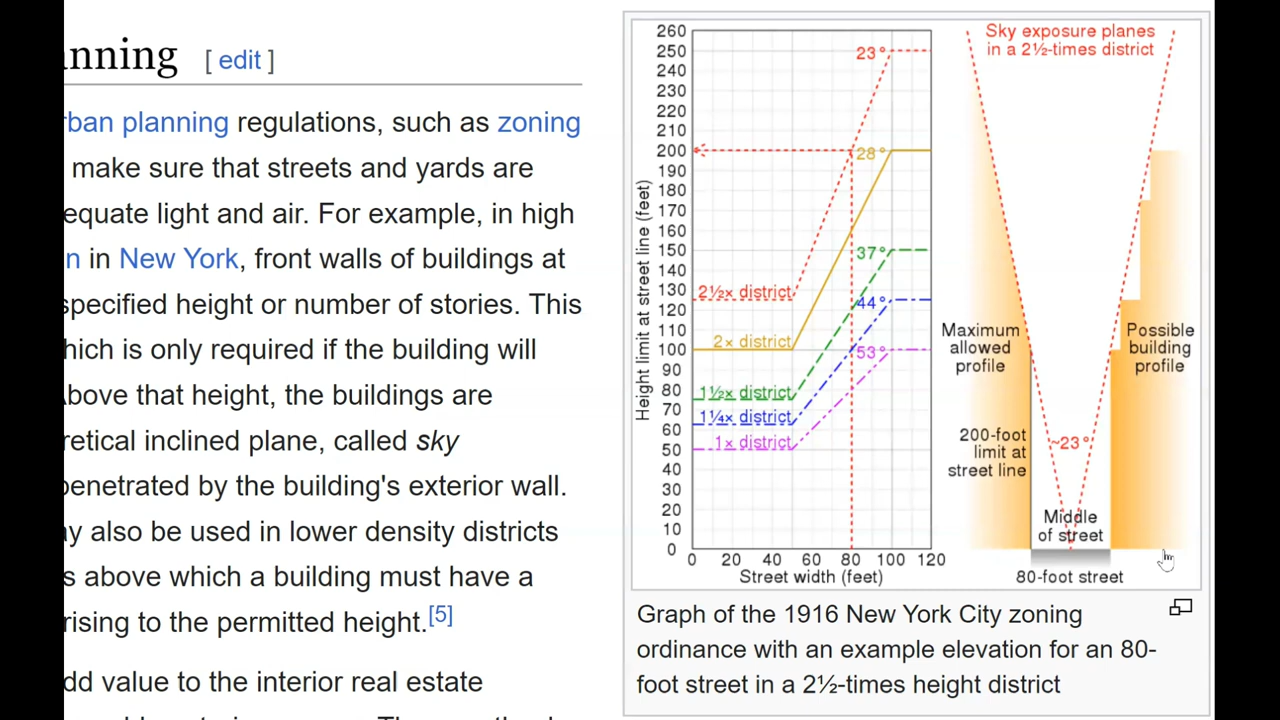 nning [ edit ]
rban planning regulations, such as zoning
make sure that streets and yards are
equate light and air. For example, in high
n in New York, front walls of buildings at
specified height or number of stories. This
hich is only required if the building will
Above that height, the buildings are
retical inclined plane, called sky
penetrated by the building's exterior wall.
ay also be used in lower density districts
s above which a building must have a
rising to the permitted height.[5]
dd value to the interior real estate
Height limit at street line (feet)
260
250
240
230
220
210
200
190
180
170
160
150
140
130
120
110
100
90
80
70
60
50
40
30
20
10
0
23°
28°
37°
44°
53°
2½× district
2× district
1½× district
1¼× district
1× district
0 20 40 60 80 100 120
Street width (feet)
Sky exposure planes
in a 2½-times district
Maximum
allowed
profile
Possible
building
profile
200-foot
limit at
street line
~23°
Middle
of street
80-foot street
Graph of the 1916 New York City zoning
ordinance with an example elevation for an 80-
foot street in a 2½-times height district